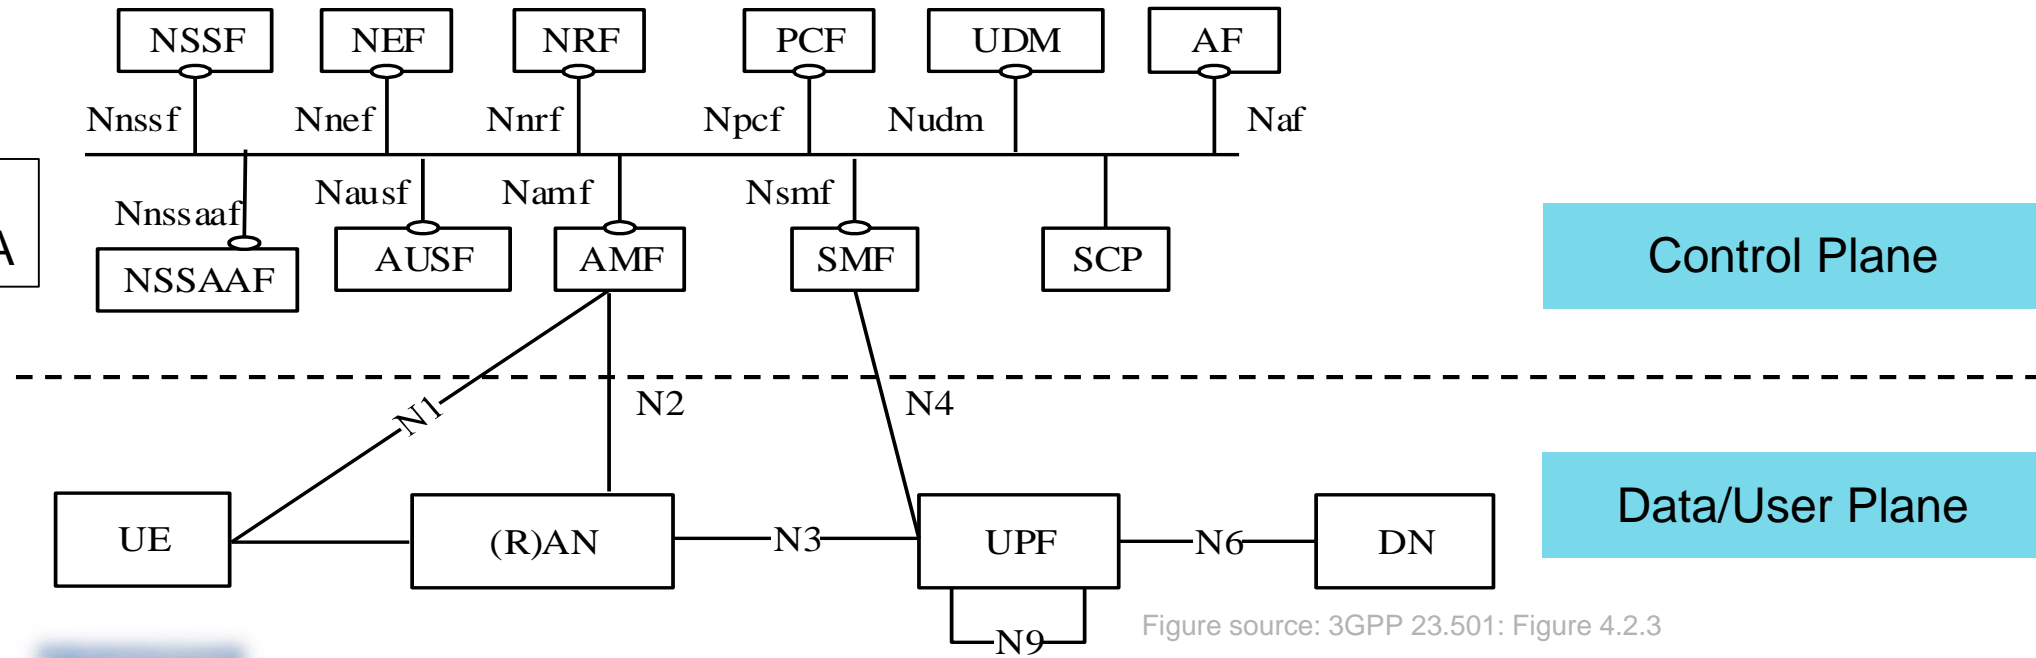 NSSF NEF NRF PCF UDM AF
Nnssf Nnef Nnrf Npcf Nudm Naf
Nnssaaf Nausf Namf Nsmf
A
NSSAAF AUSF AMF SMF SCP
Control Plane
N1 N2 N4
UE (R)AN N3 UPF N6 DN
Data/User Plane
N9
Figure source: 3GPP 23.501: Figure 4.2.3